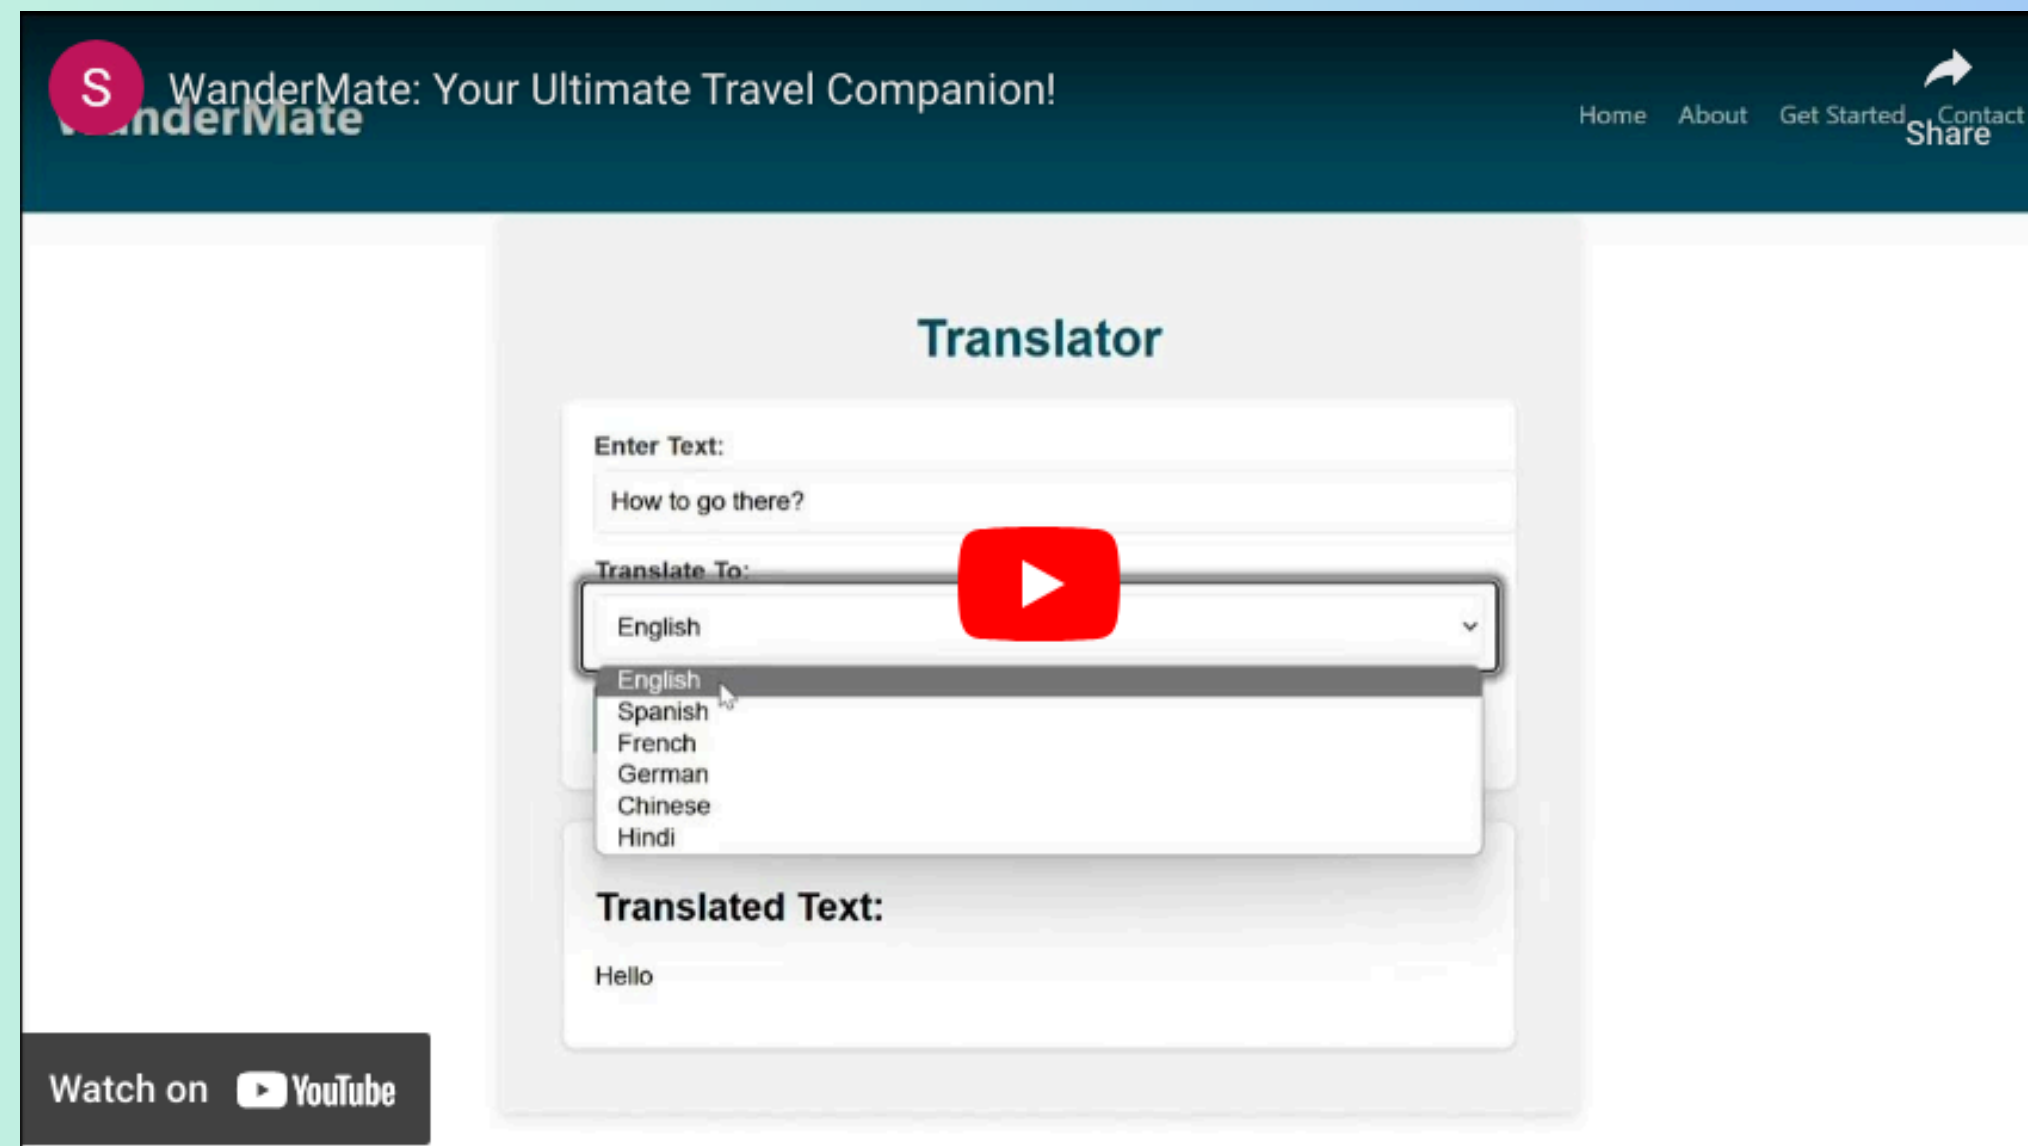 S WanderMate: Your Ultimate Travel Companion!
WanderMate
Home About Get Started Contact
Share
Translator
Enter Text:
How to go there?
Translate To:
English
English
Spanish
French
German
Chinese
Hindi
Translated Text:
Hello
Watch on YouTube